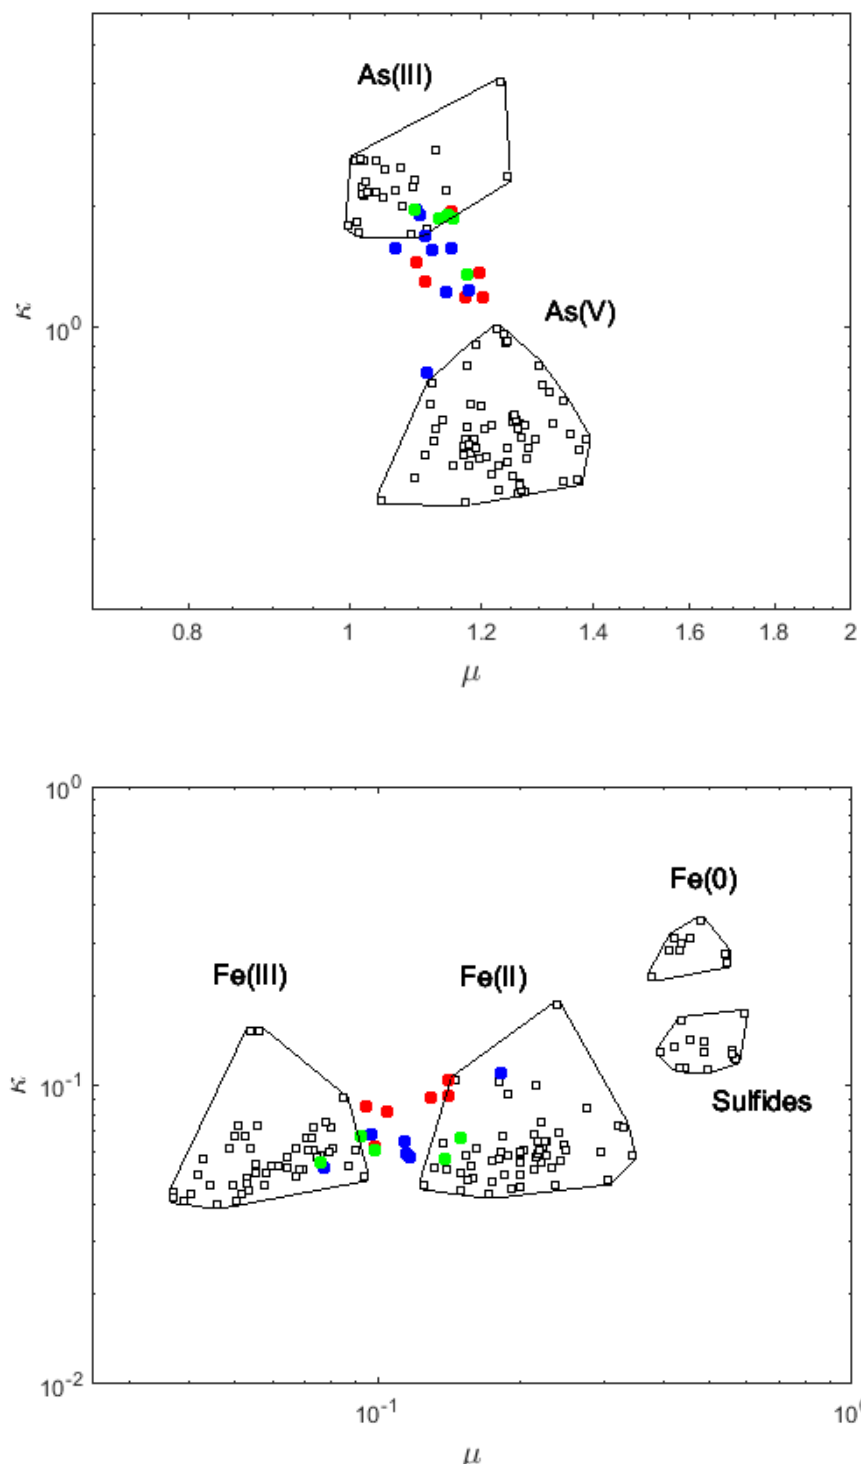 As(III)
As(V)
κ
10^0
0.8 1 1.2 1.4 1.6 1.8 2
μ
10^0
Fe(0)
Fe(III) Fe(II)
κ
10^-1
Sulfides
10^-2
10^-1 10^0
μ